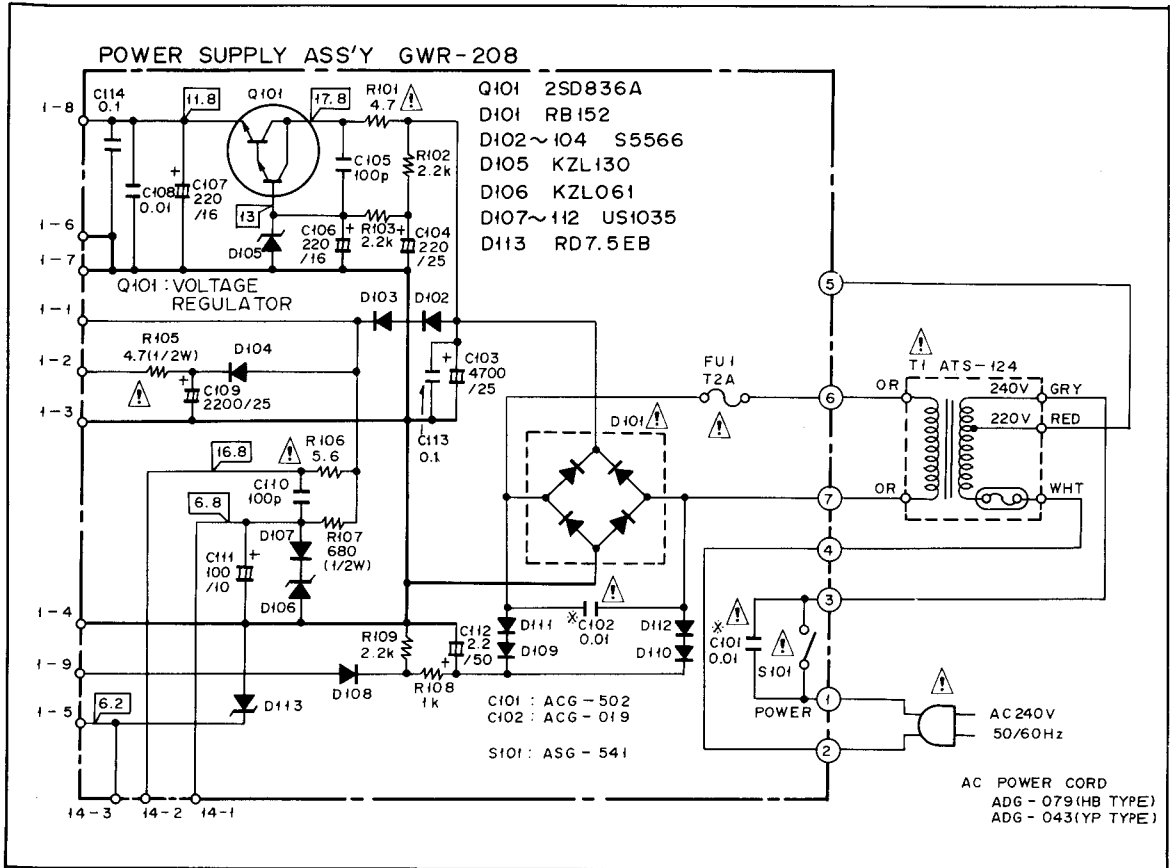 POWER SUPPLY ASS'Y GWR-208
Q101 2SD836A
D101 RB152
D102~104 S5566
D105 KZL130
D106 KZL061
D107~112 US1035
D113 RD7.5EB
1-8
C114
0.1
11.8
Q101
17.8
R101
4.7
C108
0.01
C107
220
/16
+
13
C105
100p
R102
2.2k
1-6
1-7
D105
C106
220
/16
+
R103
2.2k
+
C104
220
/25
Q101 : VOLTAGE
REGULATOR
1-1
D103
D102
1-2
R105
4.7(1/2W)
D104
+
C109
2200/25
1-3
+
C103
4700
/25
C113
0.1
FU1
T2A
D101
16.8
R106
5.6
C110
100p
6.8
R107
680
(1/2W)
D107
C111
100
/10
+
D106
1-4
R109
2.2k
C112
2.2
/50
+
1-9
D108
R108
1k
1-5
6.2
D113
D111
D109
※C102
0.01
D112
D110
C101 : ACG-502
C102 : ACG-019
S101 : ASG-541
14-3
14-2
14-1
5
6
7
4
3
1
2
T1 ATS-124
OR
240V
GRY
220V
RED
OR
WHT
※
C101
0.01
S101
POWER
AC 240V
50/60Hz
AC POWER CORD
ADG-079(HB TYPE)
ADG-043(YP TYPE)